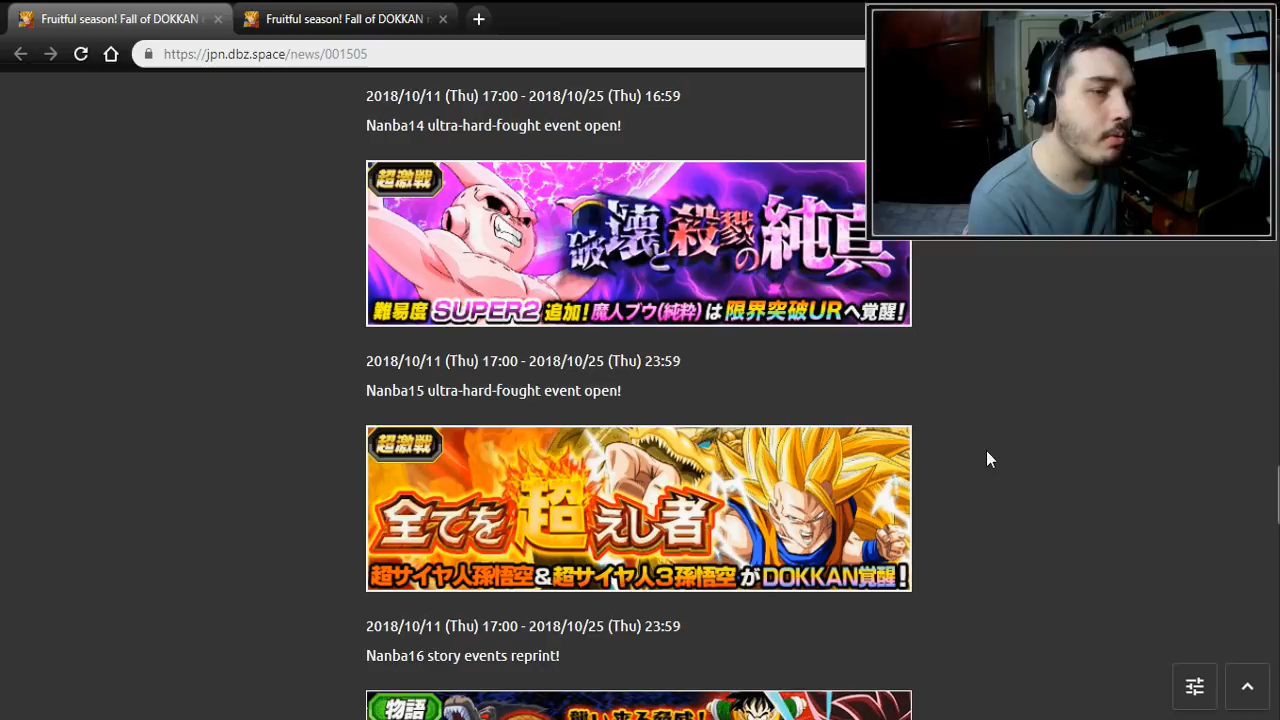 Fruitful season! Fall of DOKKAN
Fruitful season! Fall of DOKKAN
https://jpn.dbz.space/news/001505
2018/10/11 (Thu) 17:00 - 2018/10/25 (Thu) 16:59
Nanba14 ultra-hard-fought event open!
超激戦
破壊と殺戮の純真
難易度SUPER2追加!魔人ブウ(純粋)は限界突破URへ覚醒!
2018/10/11 (Thu) 17:00 - 2018/10/25 (Thu) 23:59
Nanba15 ultra-hard-fought event open!
超激戦
全てを超えし者
超サイヤ人孫悟空&超サイヤ人3孫悟空がDOKKAN覚醒!
2018/10/11 (Thu) 17:00 - 2018/10/25 (Thu) 23:59
Nanba16 story events reprint!
物語